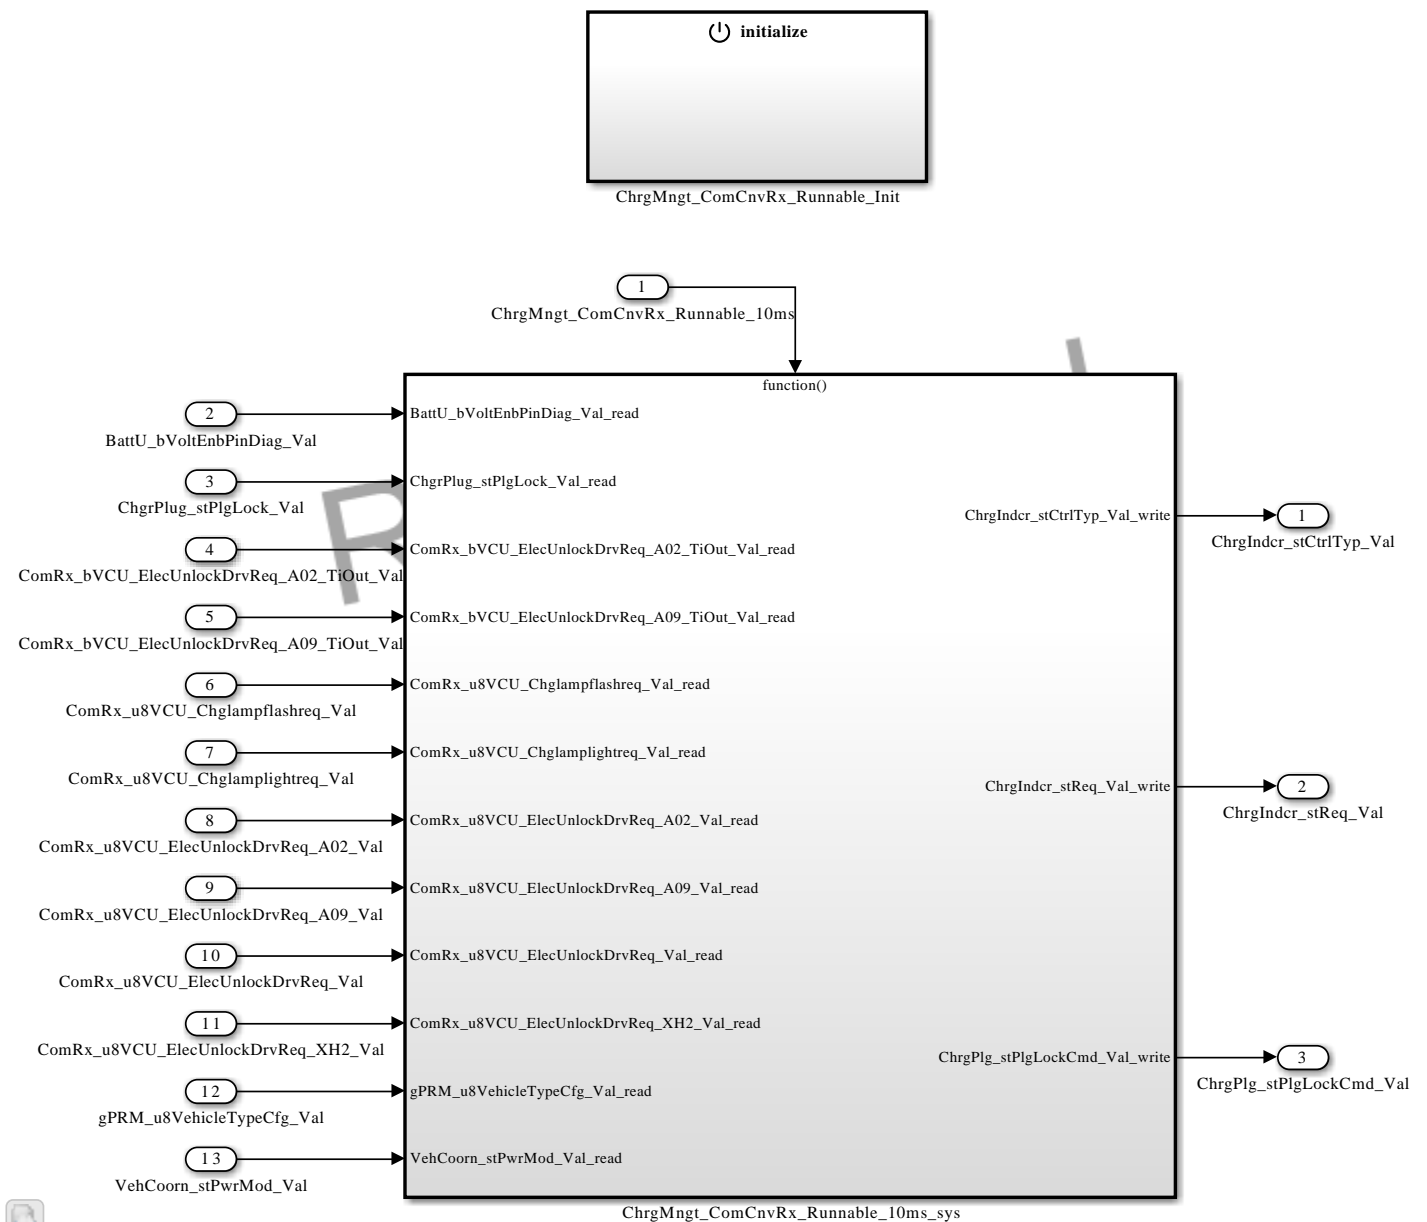 initialize
ChrgMngt_ComCnvRx_Runnable_Init
1
ChrgMngt_ComCnvRx_Runnable_10ms
function()
2
BattU_bVoltEnbPinDiag_Val_read
BattU_bVoltEnbPinDiag_Val
3
ChgrPlug_stPlgLock_Val_read
ChgrPlug_stPlgLock_Val
ChrgIndcr_stCtrlTyp_Val_write
1
ChrgIndcr_stCtrlTyp_Val
4
ComRx_bVCU_ElecUnlockDrvReq_A02_TiOut_Val_read
ComRx_bVCU_ElecUnlockDrvReq_A02_TiOut_Val
5
ComRx_bVCU_ElecUnlockDrvReq_A09_TiOut_Val_read
ComRx_bVCU_ElecUnlockDrvReq_A09_TiOut_Val
6
ComRx_u8VCU_Chglampflashreq_Val_read
ComRx_u8VCU_Chglampflashreq_Val
7
ComRx_u8VCU_Chglamplightreq_Val_read
ComRx_u8VCU_Chglamplightreq_Val
ChrgIndcr_stReq_Val_write
2
ChrgIndcr_stReq_Val
8
ComRx_u8VCU_ElecUnlockDrvReq_A02_Val_read
ComRx_u8VCU_ElecUnlockDrvReq_A02_Val
9
ComRx_u8VCU_ElecUnlockDrvReq_A09_Val_read
ComRx_u8VCU_ElecUnlockDrvReq_A09_Val
10
ComRx_u8VCU_ElecUnlockDrvReq_Val_read
ComRx_u8VCU_ElecUnlockDrvReq_Val
11
ComRx_u8VCU_ElecUnlockDrvReq_XH2_Val_read
ComRx_u8VCU_ElecUnlockDrvReq_XH2_Val
ChrgPlg_stPlgLockCmd_Val_write
3
ChrgPlg_stPlgLockCmd_Val
12
gPRM_u8VehicleTypeCfg_Val_read
gPRM_u8VehicleTypeCfg_Val
13
VehCoorn_stPwrMod_Val_read
VehCoorn_stPwrMod_Val
ChrgMngt_ComCnvRx_Runnable_10ms_sys